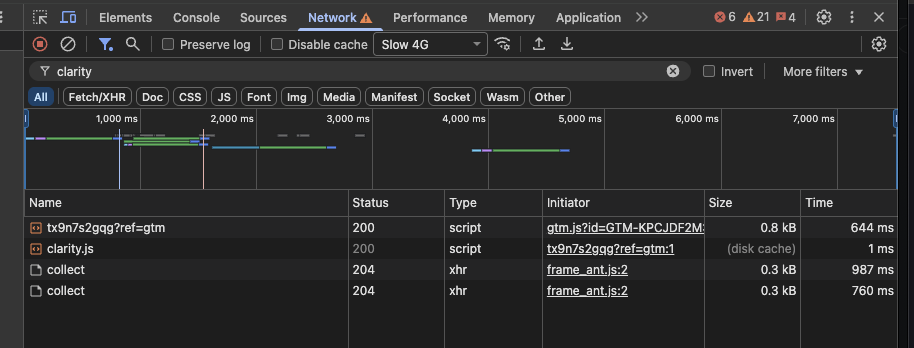 Elements Console Sources Network Performance Memory Application 6 21 4
Preserve log Disable cache Slow 4G
clarity Invert More filters
All Fetch/XHR Doc CSS JS Font Img Media Manifest Socket Wasm Other
1,000 ms 2,000 ms 3,000 ms 4,000 ms 5,000 ms 6,000 ms 7,000 ms
Name Status Type Initiator Size Time
tx9n7s2gqg?ref=gtm 200 script gtm.js?id=GTM-KPCJDF2M 0.8 kB 644 ms
clarity.js 200 script tx9n7s2gqg?ref=gtm:1 (disk cache) 1 ms
collect 204 xhr frame_ant.js:2 0.3 kB 987 ms
collect 204 xhr frame_ant.js:2 0.3 kB 760 ms